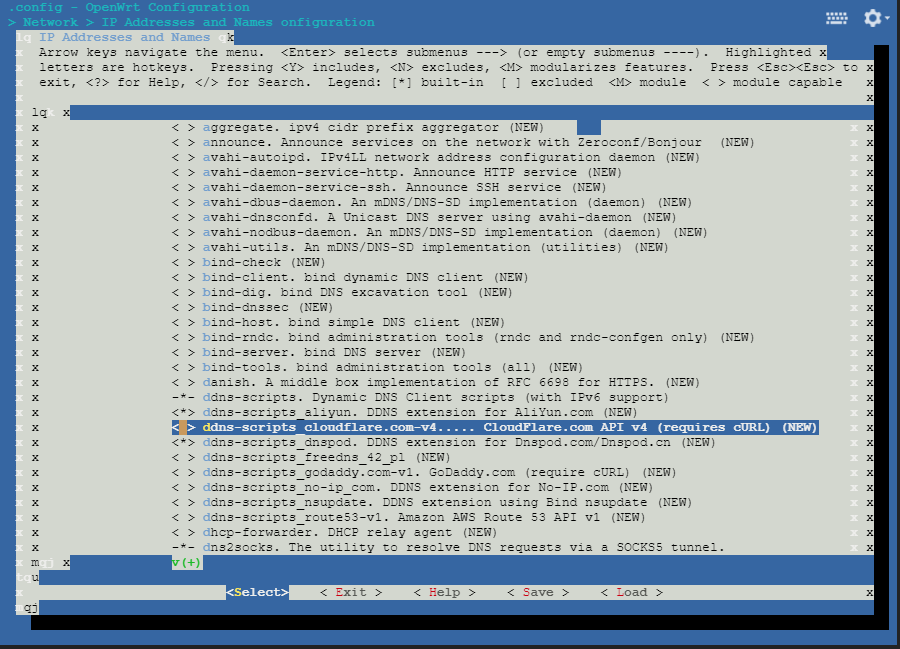 .config - OpenWrt Configuration
> Network > IP Addresses and Names onfiguration
lq IP Addresses and Names qk
x Arrow keys navigate the menu. <Enter> selects submenus ---> (or empty submenus ----). Highlighted x
x letters are hotkeys. Pressing <Y> includes, <N> excludes, <M> modularizes features. Press <Esc><Esc> to x
x exit, <?> for Help, </> for Search. Legend: [*] built-in [ ] excluded <M> module < > module capable x
x x
x lqk x
x x < > aggregate. ipv4 cidr prefix aggregator (NEW) x x
x x < > announce. Announce services on the network with Zeroconf/Bonjour (NEW) x x
x x < > avahi-autoipd. IPv4LL network address configuration daemon (NEW) x x
x x < > avahi-daemon-service-http. Announce HTTP service (NEW) x x
x x < > avahi-daemon-service-ssh. Announce SSH service (NEW) x x
x x < > avahi-dbus-daemon. An mDNS/DNS-SD implementation (daemon) (NEW) x x
x x < > avahi-dnsconfd. A Unicast DNS server using avahi-daemon (NEW) x x
x x < > avahi-nodbus-daemon. An mDNS/DNS-SD implementation (daemon) (NEW) x x
x x < > avahi-utils. An mDNS/DNS-SD implementation (utilities) (NEW) x x
x x < > bind-check (NEW) x x
x x < > bind-client. bind dynamic DNS client (NEW) x x
x x < > bind-dig. bind DNS excavation tool (NEW) x x
x x < > bind-dnssec (NEW) x x
x x < > bind-host. bind simple DNS client (NEW) x x
x x < > bind-rndc. bind administration tools (rndc and rndc-confgen only) (NEW) x x
x x < > bind-server. bind DNS server (NEW) x x
x x < > bind-tools. bind administration tools (all) (NEW) x x
x x < > danish. A middle box implementation of RFC 6698 for HTTPS. (NEW) x x
x x -*- ddns-scripts. Dynamic DNS Client scripts (with IPv6 support) x x
x x <*> ddns-scripts_aliyun. DDNS extension for AliYun.com (NEW) x x
x x < > ddns-scripts_cloudflare.com-v4..... CloudFlare.com API v4 (requires cURL) (NEW) x x
x x <*> ddns-scripts_dnspod. DDNS extension for Dnspod.com/Dnspod.cn (NEW) x x
x x < > ddns-scripts_freedns_42_pl (NEW) x x
x x < > ddns-scripts_godaddy.com-v1. GoDaddy.com (require cURL) (NEW) x x
x x < > ddns-scripts_no-ip_com. DDNS extension for No-IP.com (NEW) x x
x x < > ddns-scripts_nsupdate. DDNS extension using Bind nsupdate (NEW) x x
x x < > ddns-scripts_route53-v1. Amazon AWS Route 53 API v1 (NEW) x x
x x < > dhcp-forwarder. DHCP relay agent (NEW) x x
x x -*- dns2socks. The utility to resolve DNS requests via a SOCKS5 tunnel. x x
x mqj x v(+)
tqu
x <Select> < Exit > < Help > < Save > < Load > x
mqj